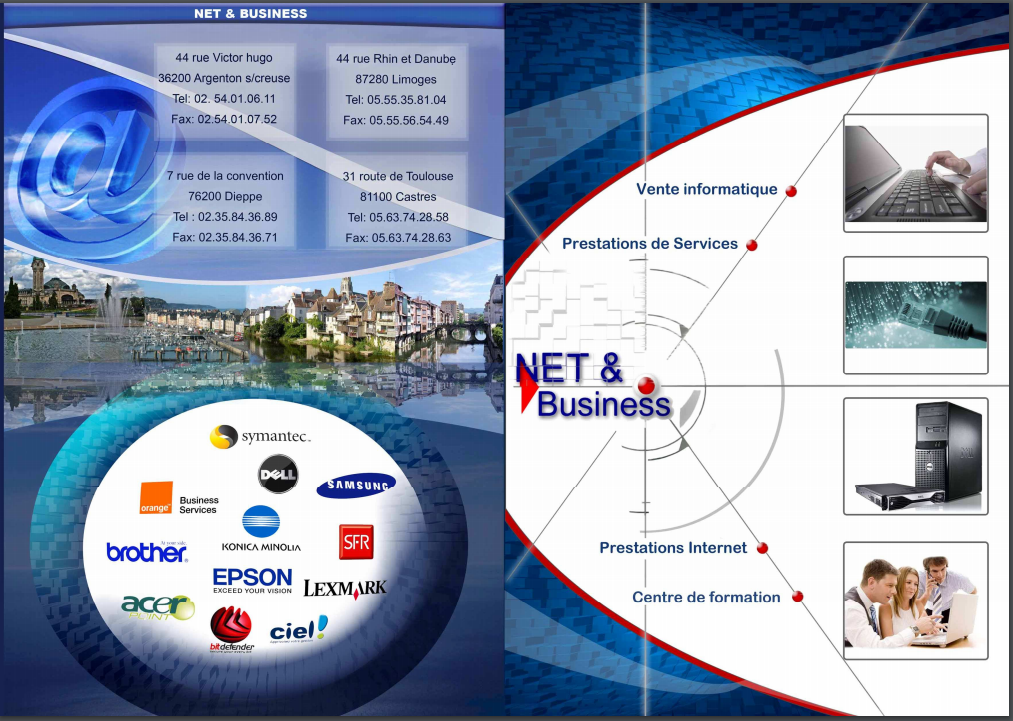 NET & BUSINESS
44 rue Victor hugo
36200 Argenton s/creuse
Tel: 02. 54.01.06.11
Fax: 02.54.01.07.52
44 rue Rhin et Danube
87280 Limoges
Tel: 05.55.35.81.04
Fax: 05.55.56.54.49
7 rue de la convention
76200 Dieppe
Tel : 02.35.84.36.89
Fax: 02.35.84.36.71
31 route de Toulouse
81100 Castres
Tel: 05.63.74.28.58
Fax: 05.63.74.28.63
symantec.
DELL
SAMSUNG
orange
Business
Services
KONICA MINOLTA
SFR
At your side.
brother
EPSON
EXCEED YOUR VISION
LEXMARK
acer
POINT
bitdefender
ciel!
Vente informatique
Prestations de Services
NET &
Business
Prestations Internet
Centre de formation